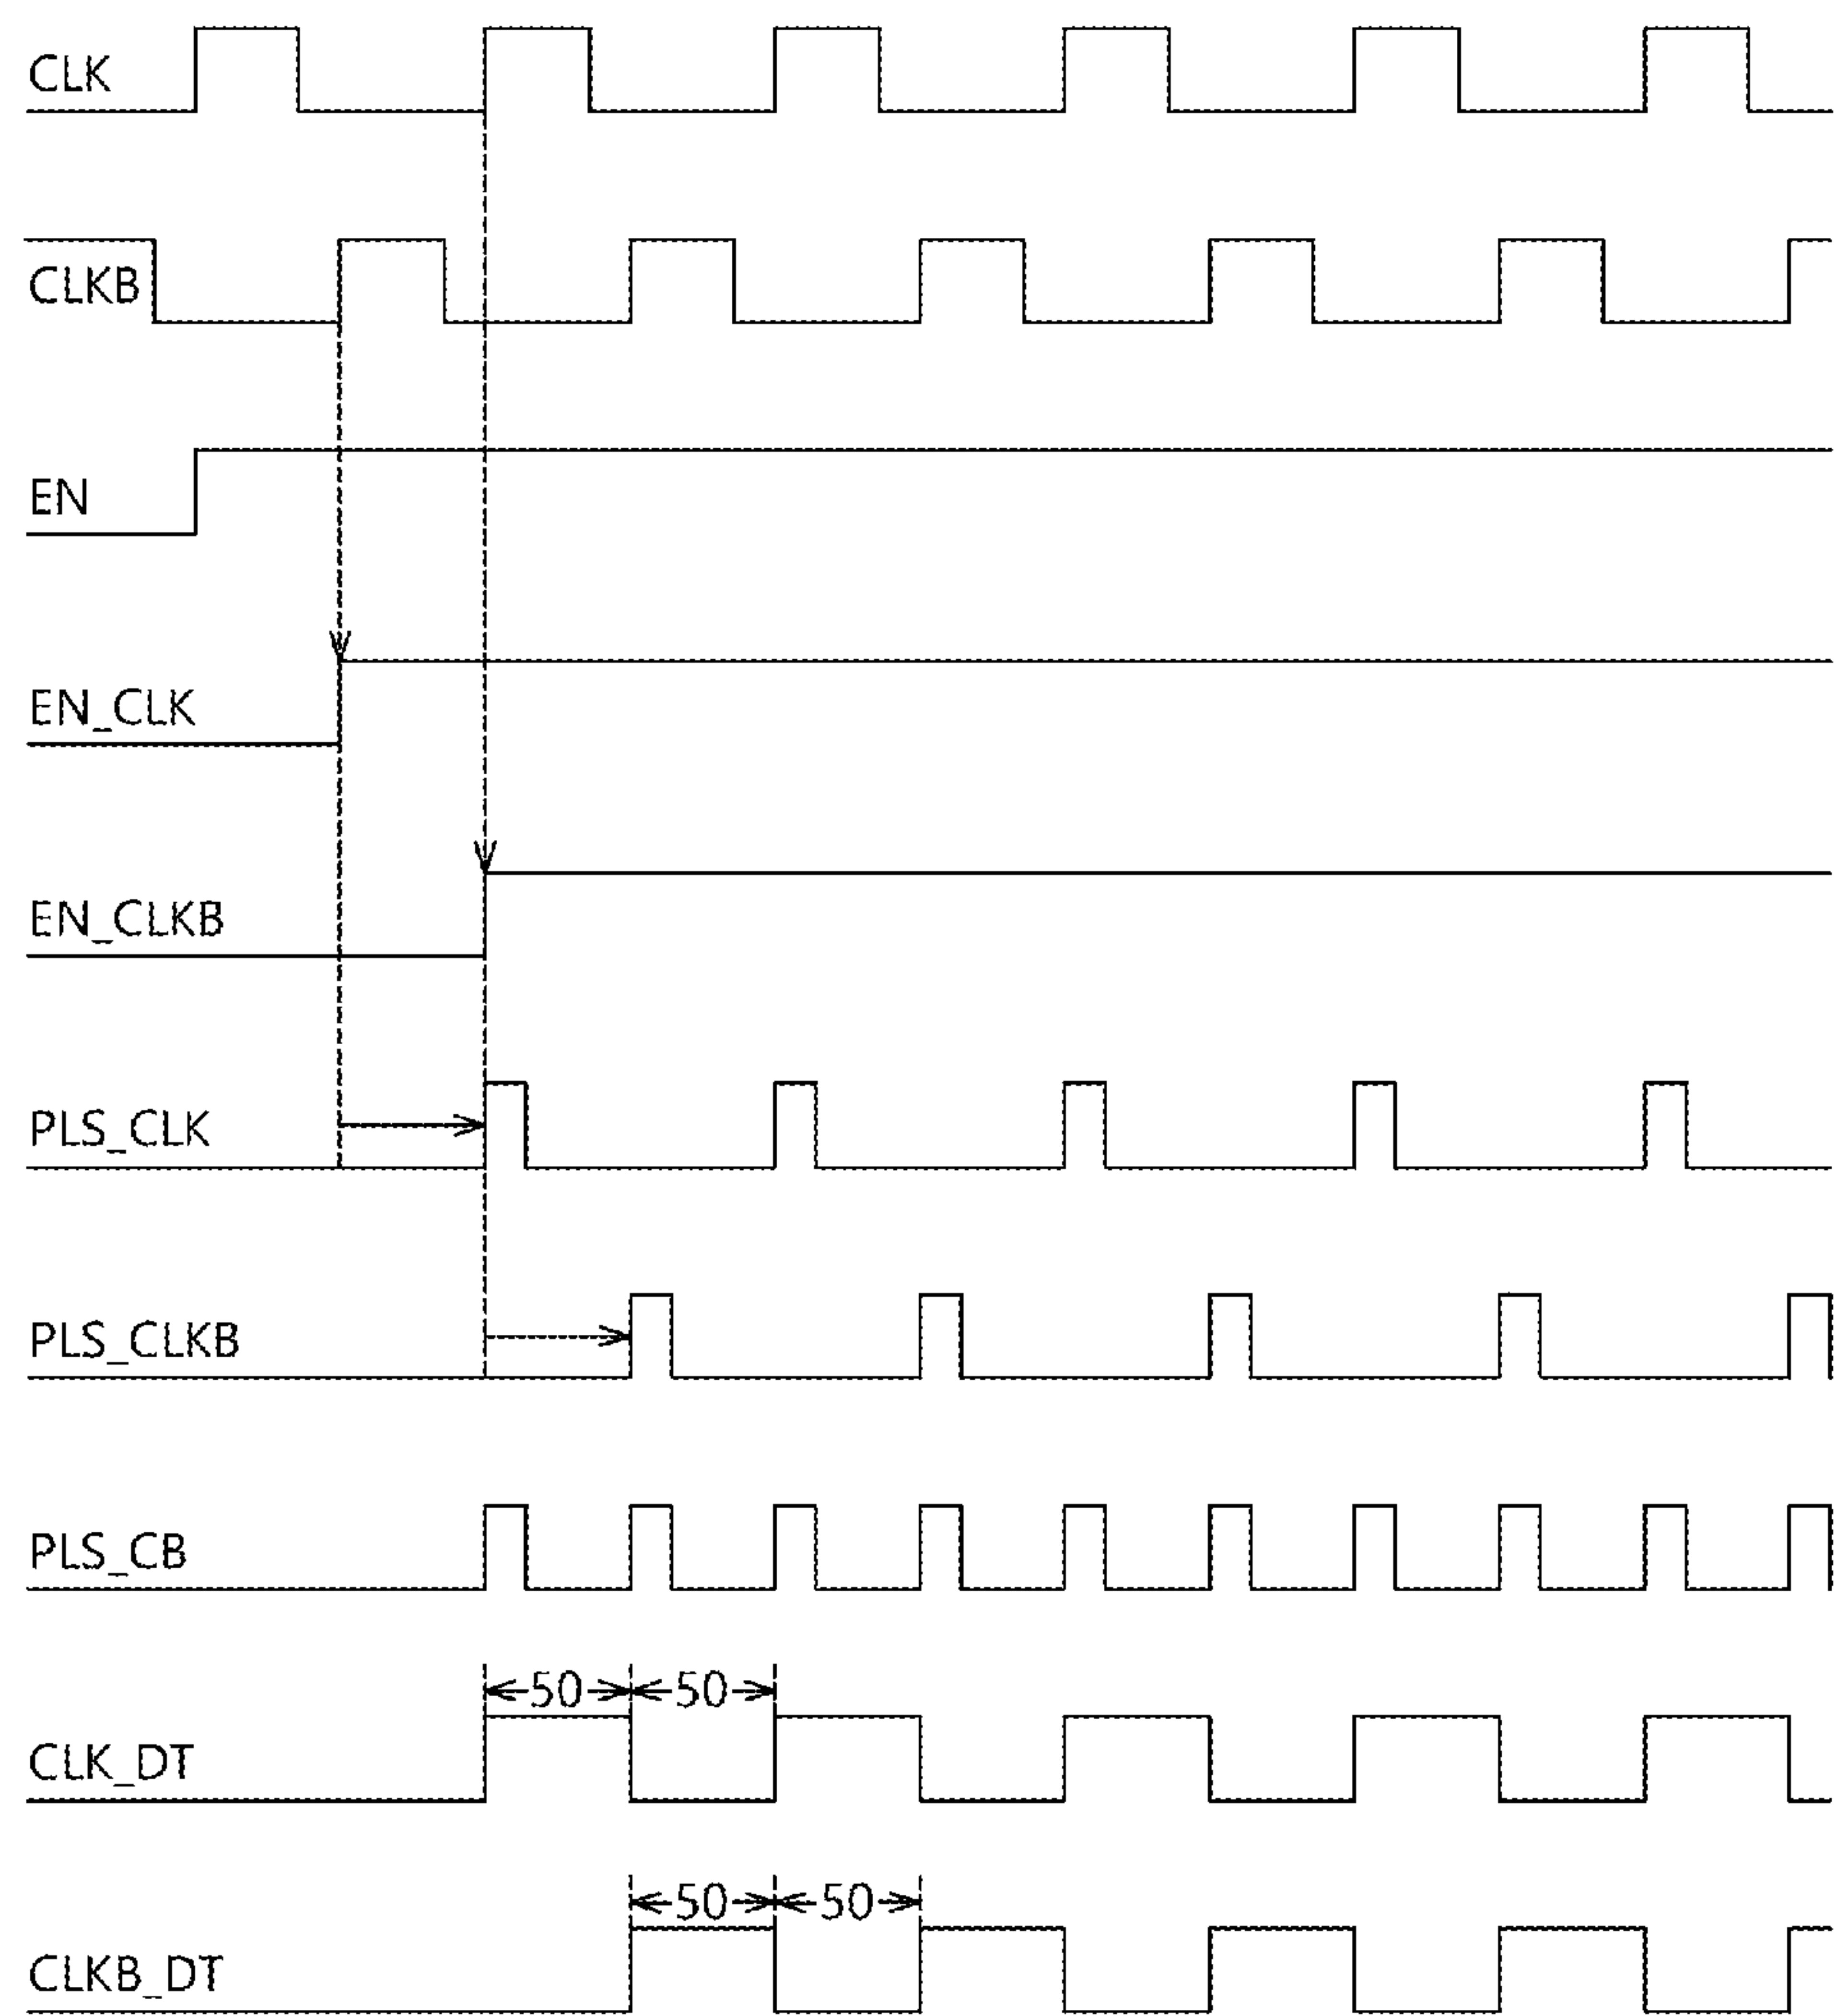 CLK
CLKB
EN
EN_CLK
EN_CLKB
PLS_CLK
PLS_CLKB
PLS_CB
50 50
CLK_DT
50 50
CLKB_DT